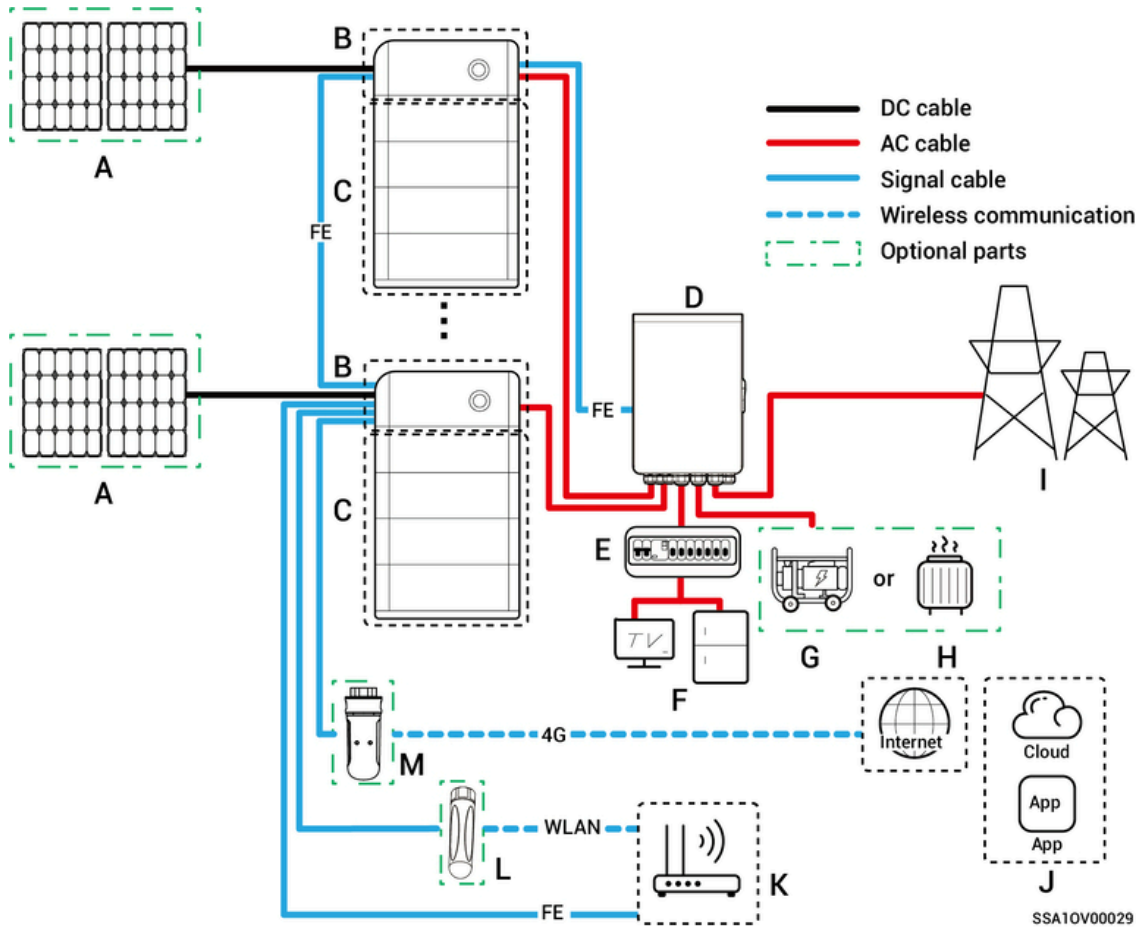 A
B
C
FE
DC cable
AC cable
Signal cable
Wireless communication
Optional parts
D
I
A
B
C
FE
E
TV
F
or
G
H
M
4G
Internet
Cloud
App
App
J
L
WLAN
K
FE
SSA1OV00029